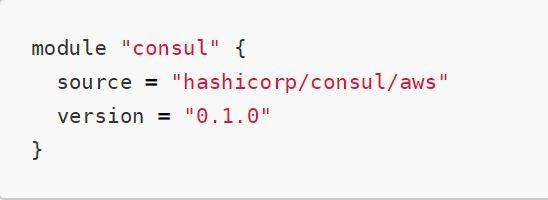 module "consul" {
  source = "hashicorp/consul/aws"
  version = "0.1.0"
}